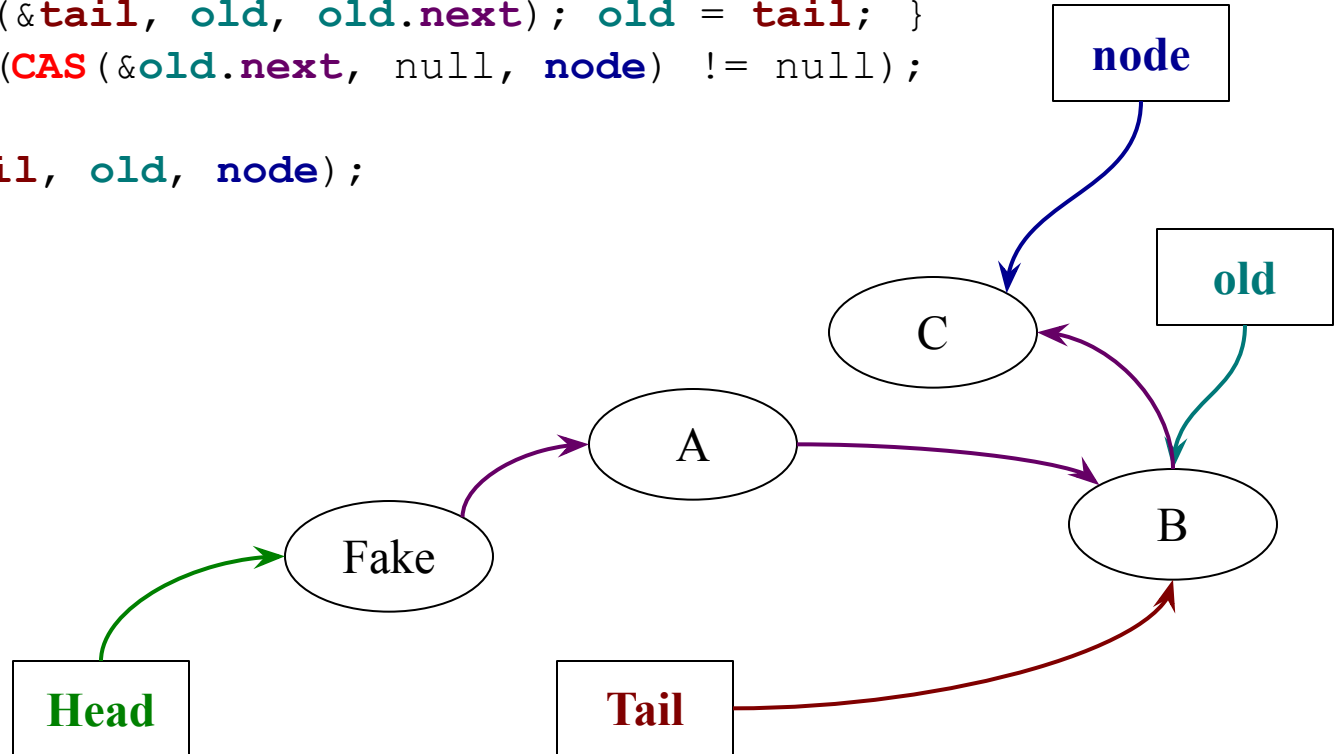 (&tail, old, old.next); old = tail; }
(CAS(&old.next, null, node) != null);
il, old, node);
node
old
C
A
B
Fake
Head
Tail